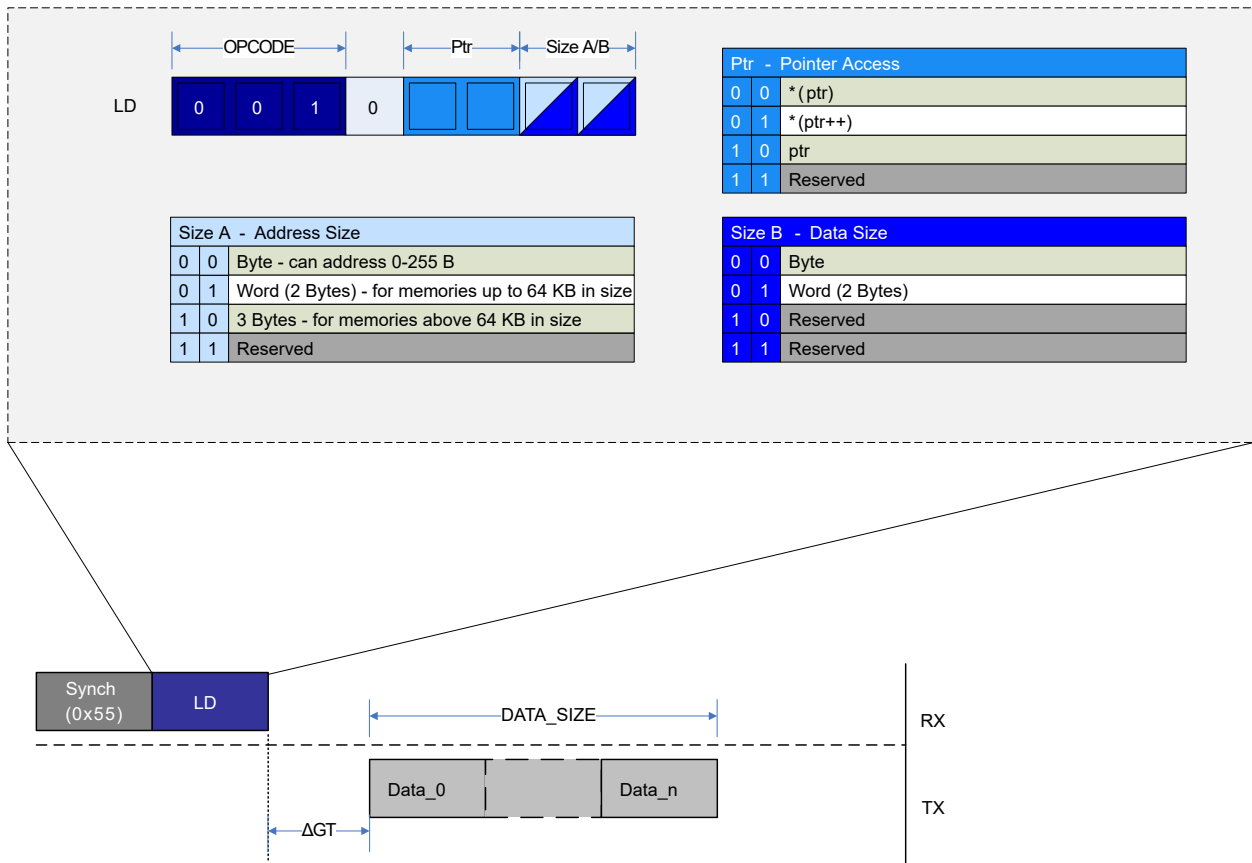 OPCODE Ptr Size A/B
LD 0 0 1 0
Ptr - Pointer Access
0 0 *(ptr)
0 1 *(ptr++)
1 0 ptr
1 1 Reserved
Size A - Address Size
0 0 Byte - can address 0-255 B
0 1 Word (2 Bytes) - for memories up to 64 KB in size
1 0 3 Bytes - for memories above 64 KB in size
1 1 Reserved
Size B - Data Size
0 0 Byte
0 1 Word (2 Bytes)
1 0 Reserved
1 1 Reserved
Synch
(0x55)
LD
DATA_SIZE
RX
Data_0 Data_n
TX
ΔGT